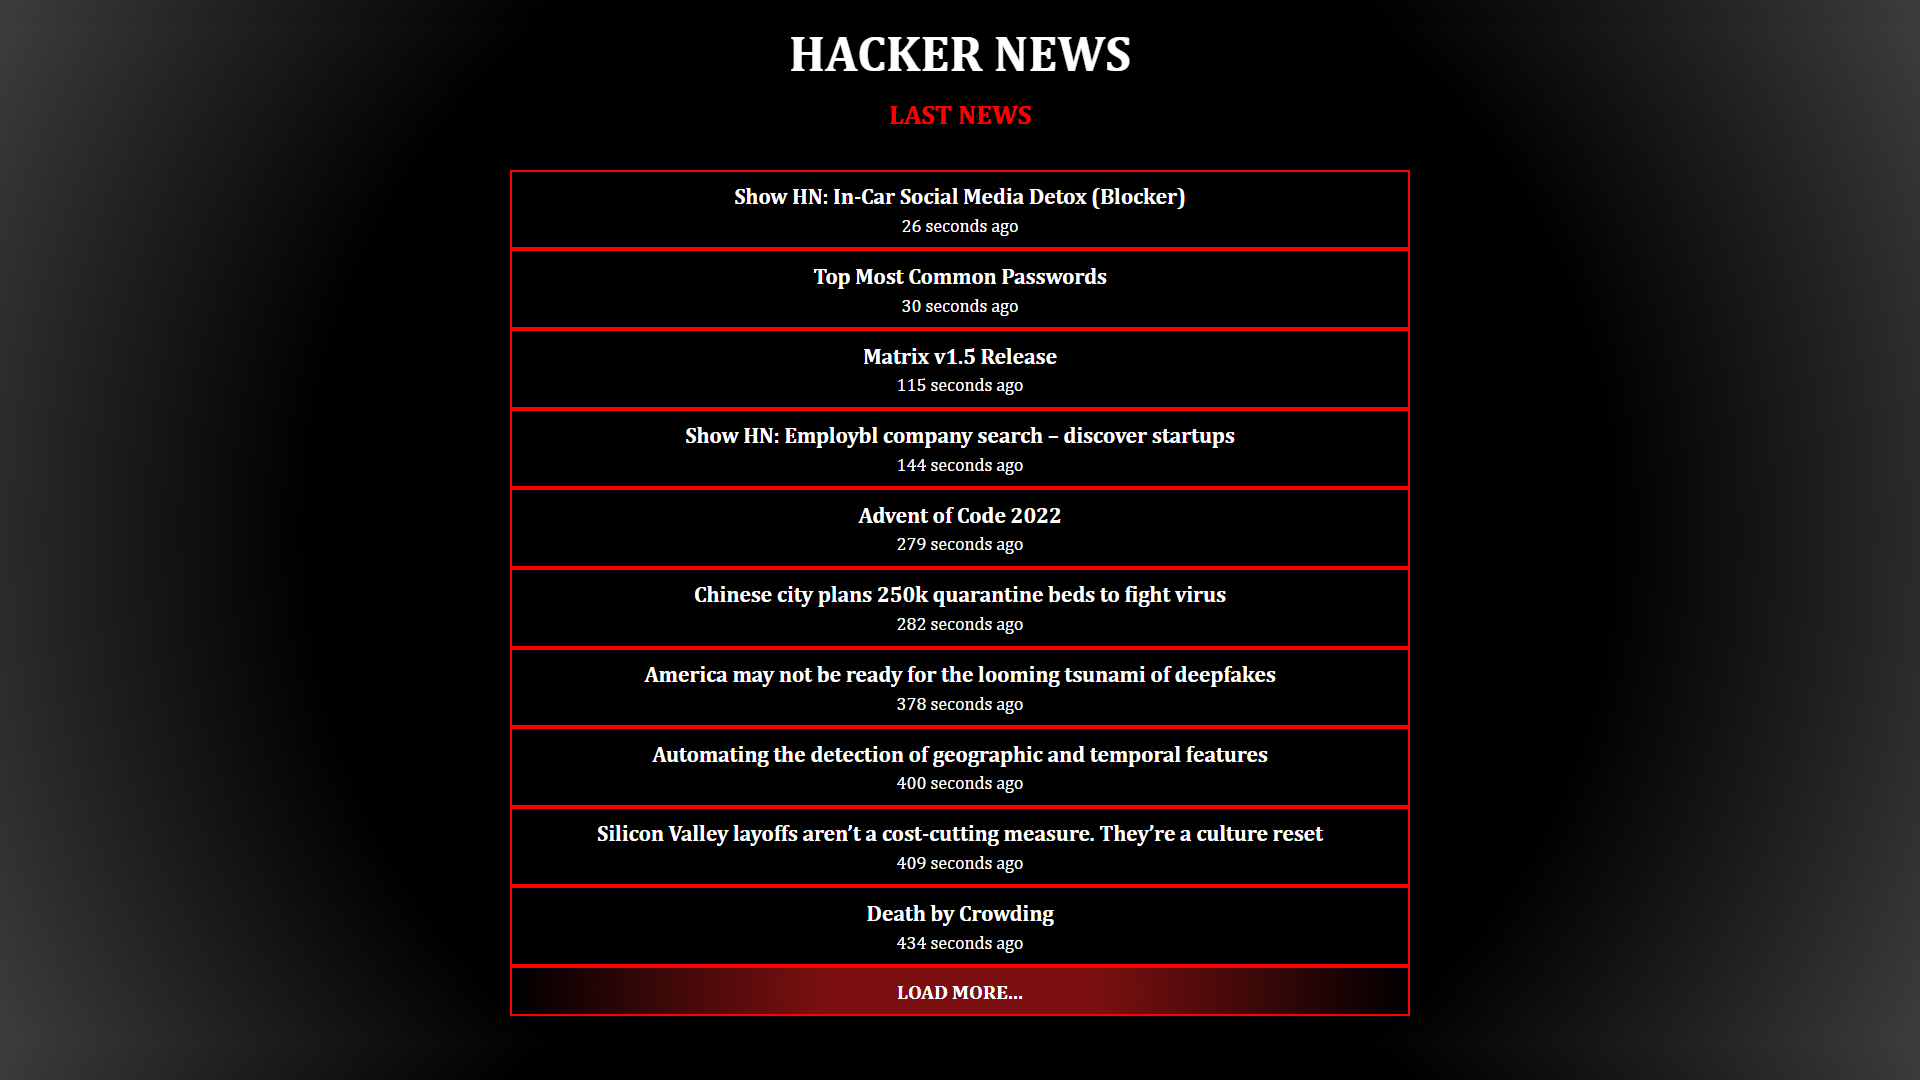 HACKER NEWS
LAST NEWS
Show HN: In-Car Social Media Detox (Blocker)
26 seconds ago
Top Most Common Passwords
30 seconds ago
Matrix v1.5 Release
115 seconds ago
Show HN: Employbl company search – discover startups
144 seconds ago
Advent of Code 2022
279 seconds ago
Chinese city plans 250k quarantine beds to fight virus
282 seconds ago
America may not be ready for the looming tsunami of deepfakes
378 seconds ago
Automating the detection of geographic and temporal features
400 seconds ago
Silicon Valley layoffs aren’t a cost-cutting measure. They’re a culture reset
409 seconds ago
Death by Crowding
434 seconds ago
LOAD MORE...